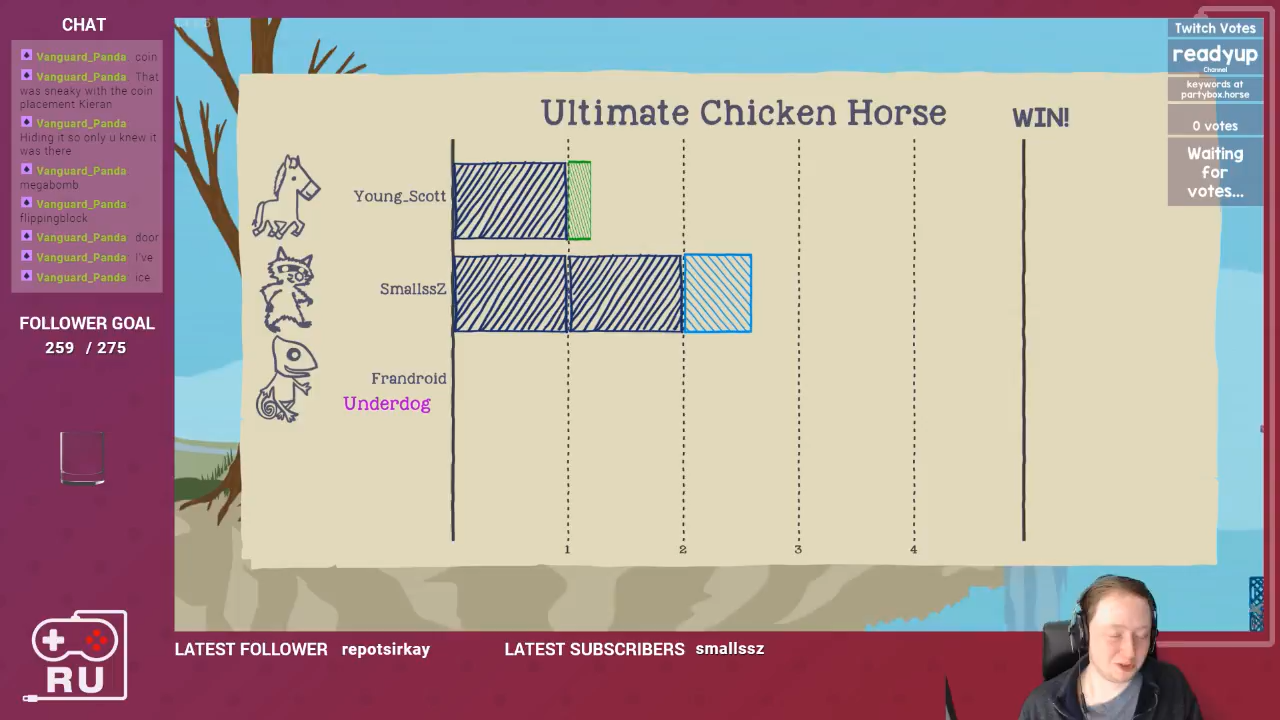 CHAT
Vanguard_Panda: coin
Vanguard_Panda: That
was sneaky with the coin
placement Kieran
Vanguard_Panda:
Hiding it so only u knew it
was there
Vanguard_Panda:
megabomb
Vanguard_Panda:
flippingblock
Vanguard_Panda: door
Vanguard_Panda: I've
Vanguard_Panda: ice
FOLLOWER GOAL
259 / 275
RU
Ultimate Chicken Horse
WIN!
Young_Scott
SmallssZ
Frandroid
Underdog
1
2
3
4
Twitch Votes
readyup
Channel
keywords at
partybox.horse
0 votes
Waiting
for
votes...
LATEST FOLLOWER repotsirkay
LATEST SUBSCRIBERS smallssz